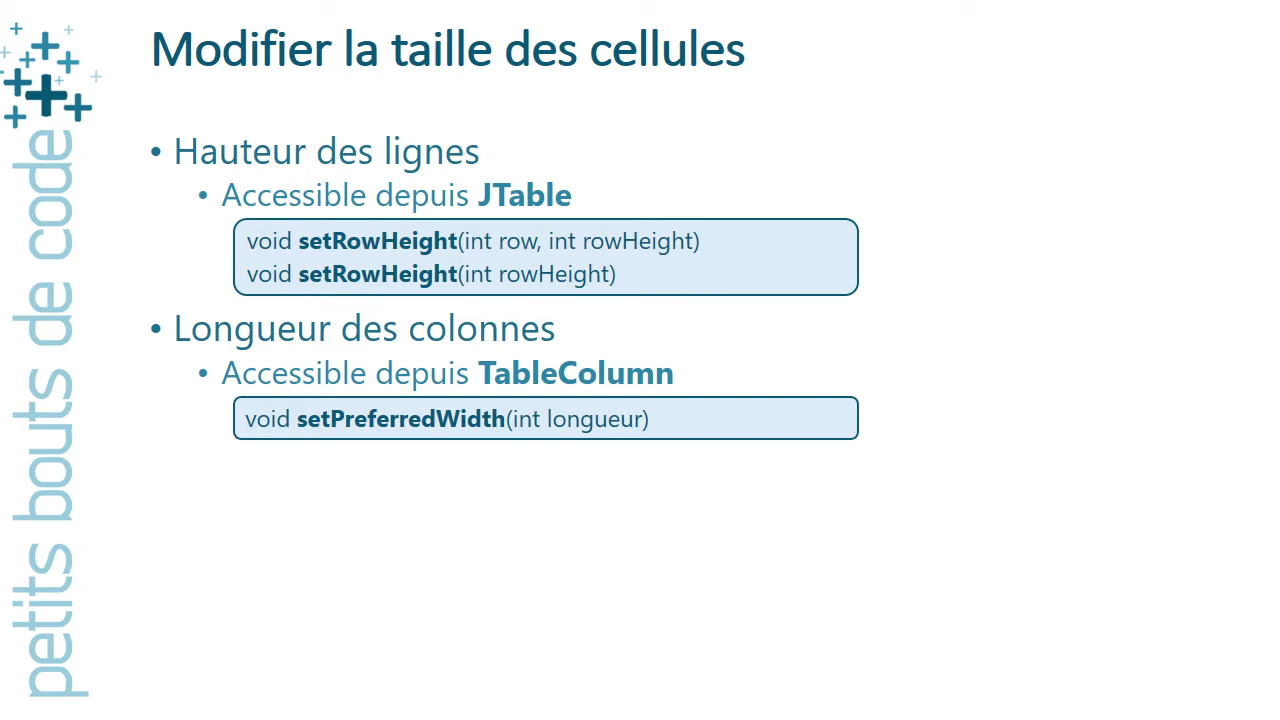 Modifier la taille des cellules
• Hauteur des lignes
• Accessible depuis JTable
void setRowHeight(int row, int rowHeight)
void setRowHeight(int rowHeight)
• Longueur des colonnes
• Accessible depuis TableColumn
void setPreferredWidth(int longueur)
petits bouts de code